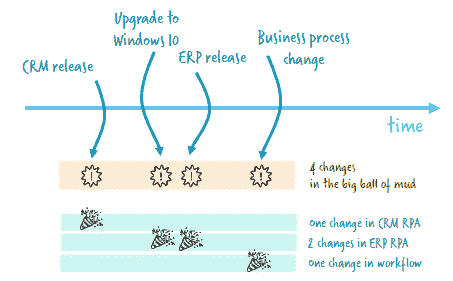 Upgrade to
Windows 10
CRM release
ERP release
Business process
change
time
4 changes
in the big ball of mud
one change in CRM RPA
2 changes in ERP RPA
one change in workflow